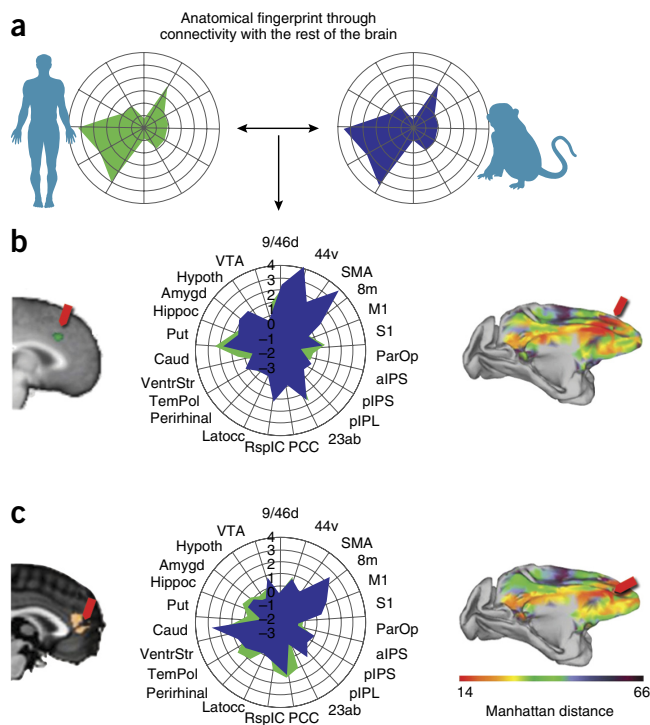 a
Anatomical fingerprint through
connectivity with the rest of the brain
b
9/46d
44v
SMA
8m
M1
S1
ParOp
aIPS
pIPS
pIPL
23ab
PCC
RsplC
Latocc
Perirhinal
TemPol
VentrStr
Caud
Put
Hippoc
Amygd
Hypoth
VTA
4
3
2
1
0
−1
−2
−3
c
9/46d
44v
SMA
8m
M1
S1
ParOp
aIPS
pIPS
pIPL
23ab
PCC
RsplC
Latocc
Perirhinal
TemPol
VentrStr
Caud
Put
Hippoc
Amygd
Hypoth
VTA
4
3
2
1
0
−1
−2
−3
14
66
Manhattan distance